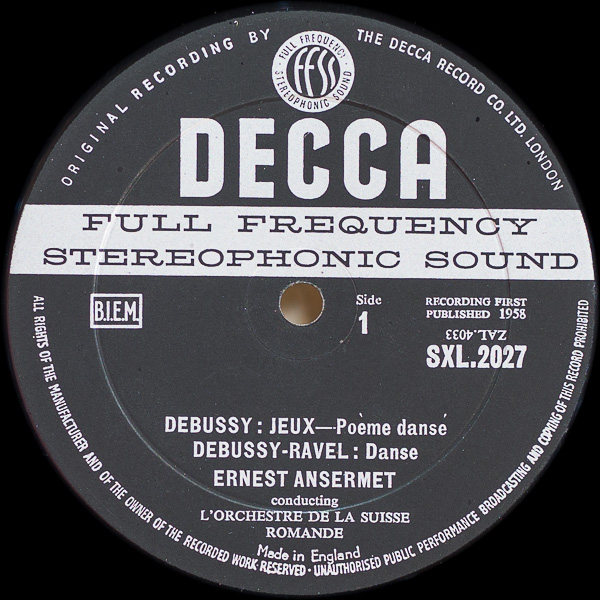 ORIGINAL RECORDING BY
THE DECCA RECORD CO. LTD. LONDON
FULL FREQUENCY
ffss
STEREOPHONIC SOUND
DECCA
FULL FREQUENCY
STEREOPHONIC SOUND
B.I.E.M.
Side
1
RECORDING FIRST
PUBLISHED 1958
ZAL.4033
SXL.2027
DEBUSSY : JEUX—Poème dansé
DEBUSSY-RAVEL : Danse
ERNEST ANSERMET
conducting
L'ORCHESTRE DE LA SUISSE
ROMANDE
Made in England
ALL RIGHTS OF THE MANUFACTURER AND OF THE OWNER OF THE RECORDED WORK RESERVED · UNAUTHORISED PUBLIC PERFORMANCE BROADCASTING AND COPYING OF THIS RECORD PROHIBITED